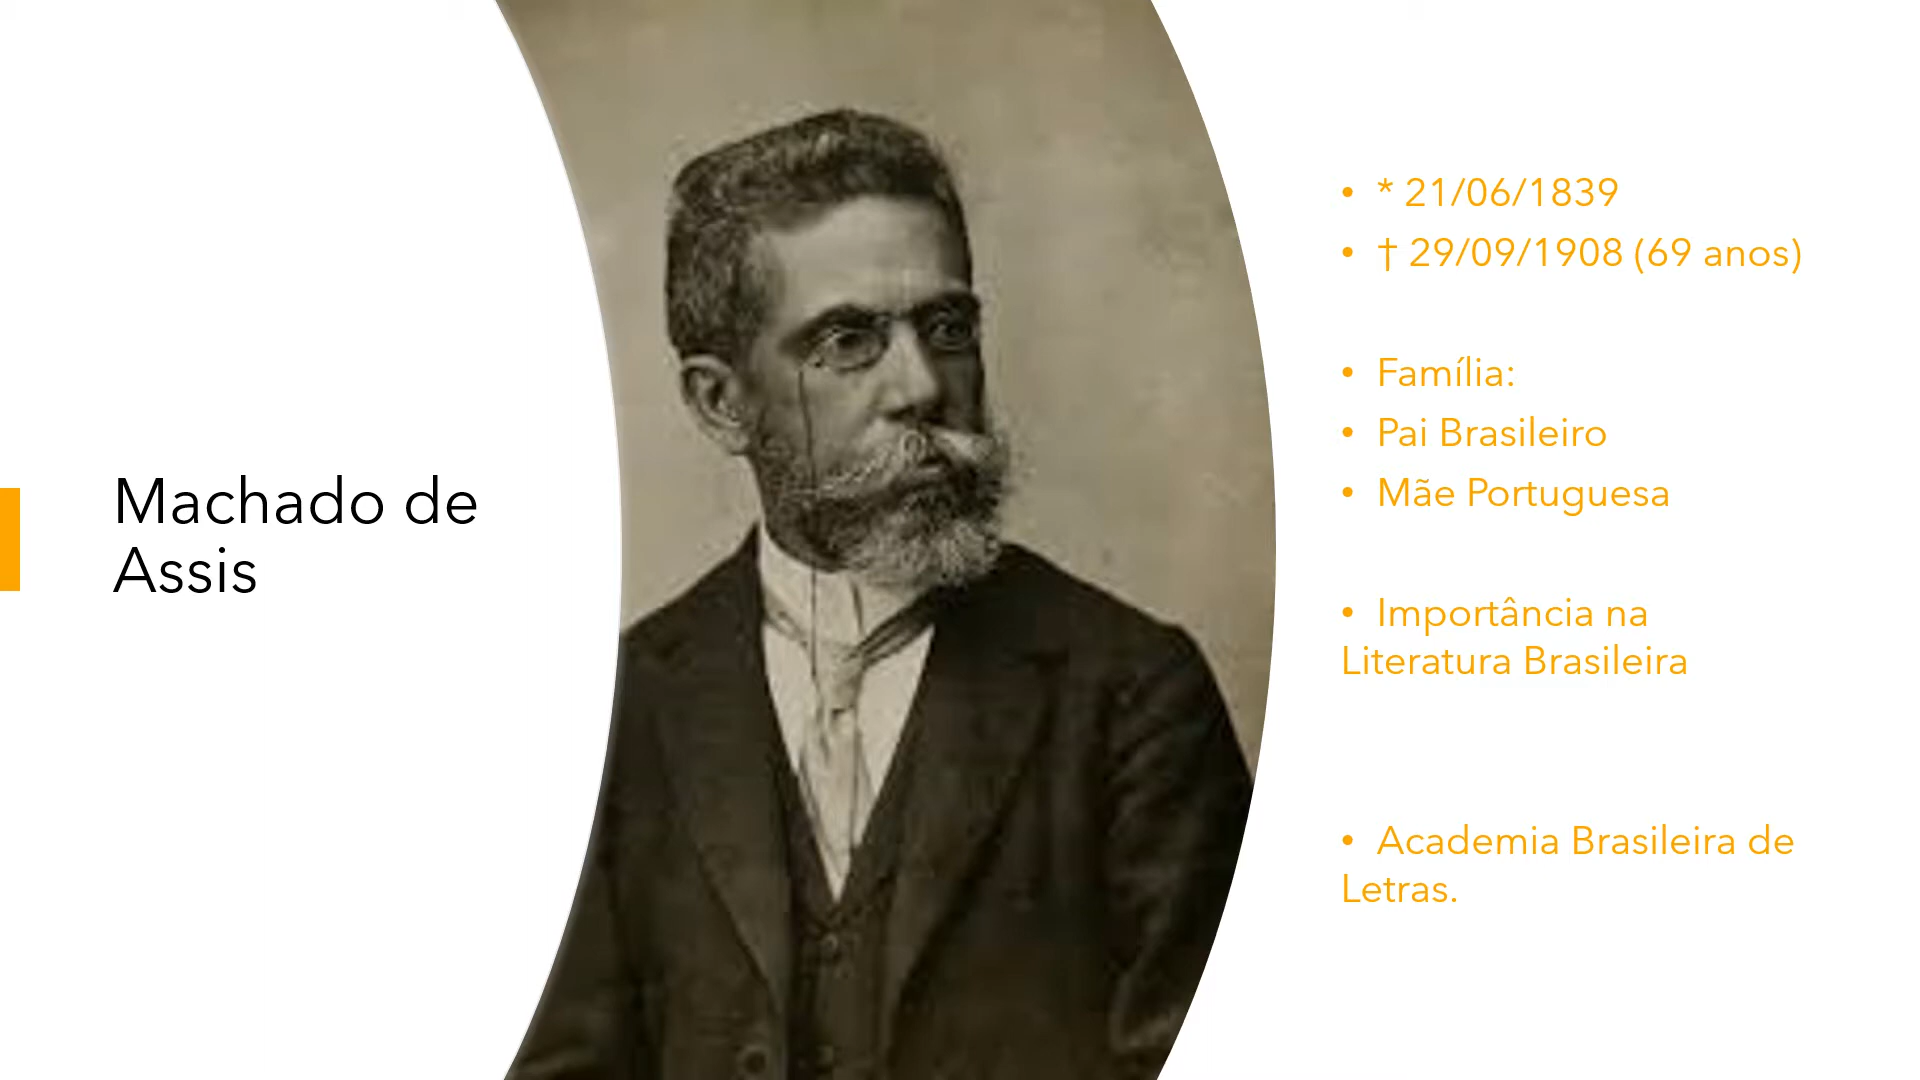 Machado de
Assis
• * 21/06/1839
• † 29/09/1908 (69 anos)
• Família:
• Pai Brasileiro
• Mãe Portuguesa
• Importância na
Literatura Brasileira
• Academia Brasileira de
Letras.